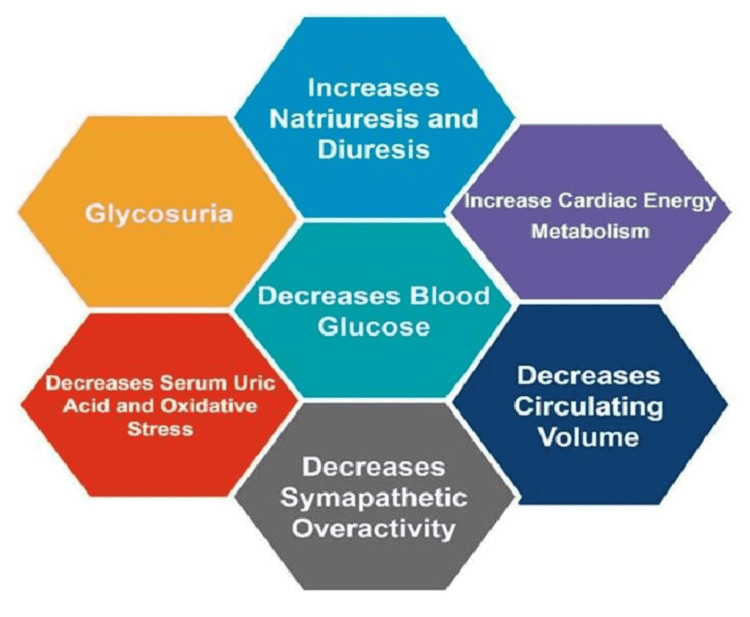 Increases
Natriuresis and
Diuresis
Glycosuria
Increase Cardiac Energy
Metabolism
Decreases Blood
Glucose
Decreases Serum Uric
Acid and Oxidative
Stress
Decreases
Circulating
Volume
Decreases
Symapathetic
Overactivity